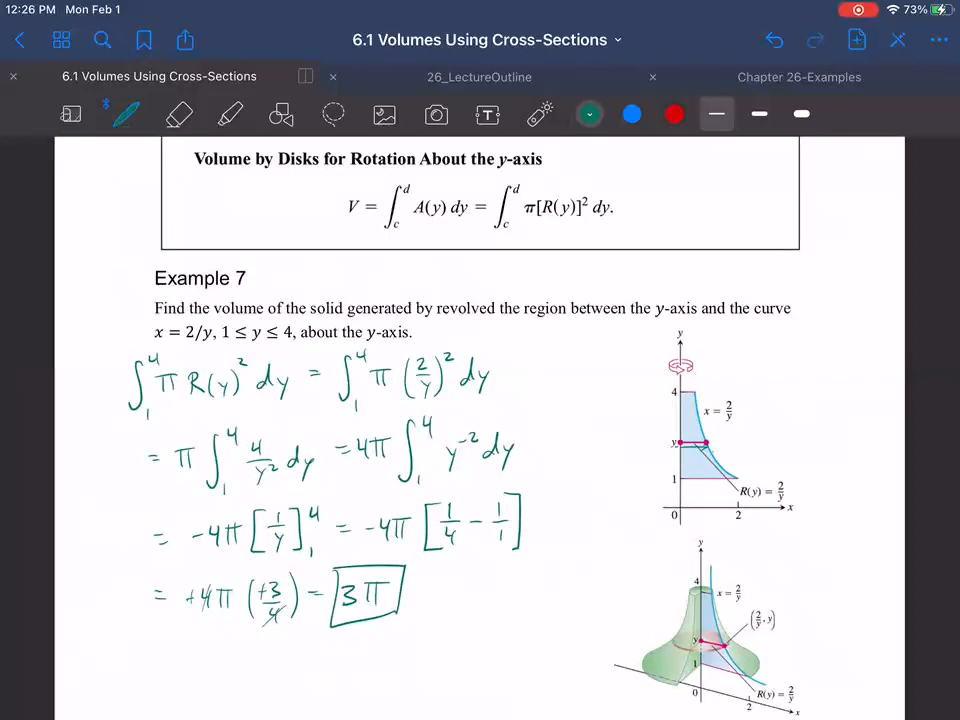 12:26 PM Mon Feb 1
73%
6.1 Volumes Using Cross-Sections
6.1 Volumes Using Cross-Sections
26_LectureOutline
Chapter 26-Examples
T
Volume by Disks for Rotation About the y-axis
V = ∫_c^d A(y) dy = ∫_c^d π[R(y)]² dy.
Example 7
Find the volume of the solid generated by revolved the region between the y-axis and the curve
x = 2/y, 1 ≤ y ≤ 4, about the y-axis.
∫_1^4 π R(y)² dy = ∫_1^4 π (2/y)² dy
= π ∫_1^4 4/y² dy = 4π ∫_1^4 y⁻² dy
= -4π [1/y]_1^4 = -4π [1/4 - 1/1]
= +4π (+3/4) = 3π
y
4
x = 2/y
y
1
R(y) = 2/y
0
2
x
y
4
x = 2/y
(2/y, y)
y
1
0
R(y) = 2/y
2
x